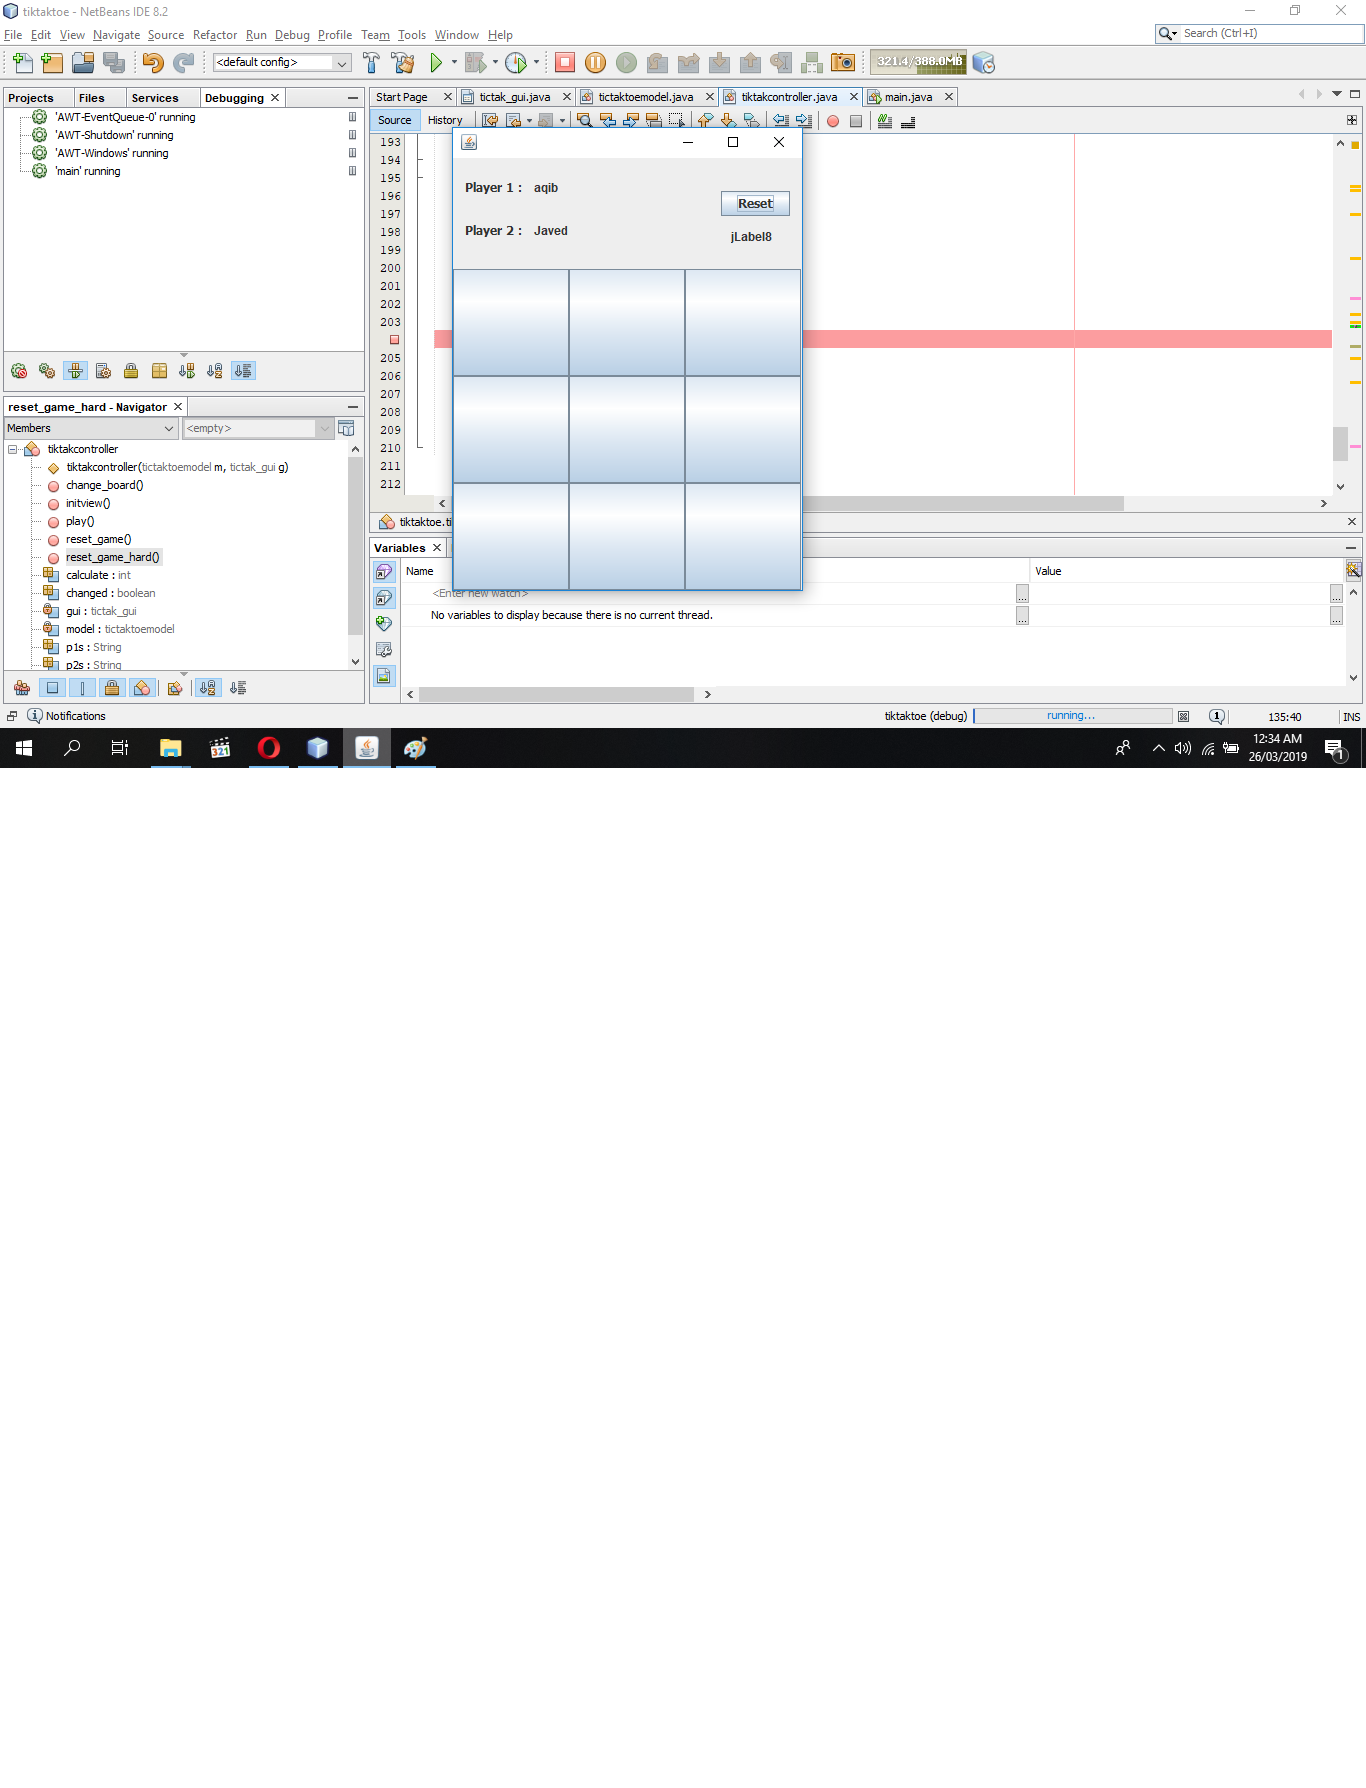 tiktaktoe - NetBeans IDE 8.2
File Edit View Navigate Source Refactor Run Debug Profile Team Tools Window Help
Search (Ctrl+I)
<default config>
321.4/388.0MB
Projects Files Services Debugging
Start Page tictak_gui.java tictaktoemodel.java tiktakcontroller.java main.java
Source History
'AWT-EventQueue-0' running
'AWT-Shutdown' running
'AWT-Windows' running
'main' running
193
194
195
196
197
198
199
200
201
202
203
205
206
207
208
209
210
211
212
Player 1 : aqib
Reset
Player 2 : Javed
jLabel8
reset_game_hard - Navigator
Members <empty>
tiktakcontroller
tiktakcontroller(tictaktoemodel m, tictak_gui g)
change_board()
initview()
play()
reset_game()
reset_game_hard()
calculate : int
changed : boolean
gui : tictak_gui
model : tictaktoemodel
p1s : String
p2s : String
tiktaktoe.ti
Variables
Name Value
<Enter new watch>
No variables to display because there is no current thread.
Notifications
tiktaktoe (debug) running...
1
135:40 INS
321
12:34 AM
26/03/2019
1